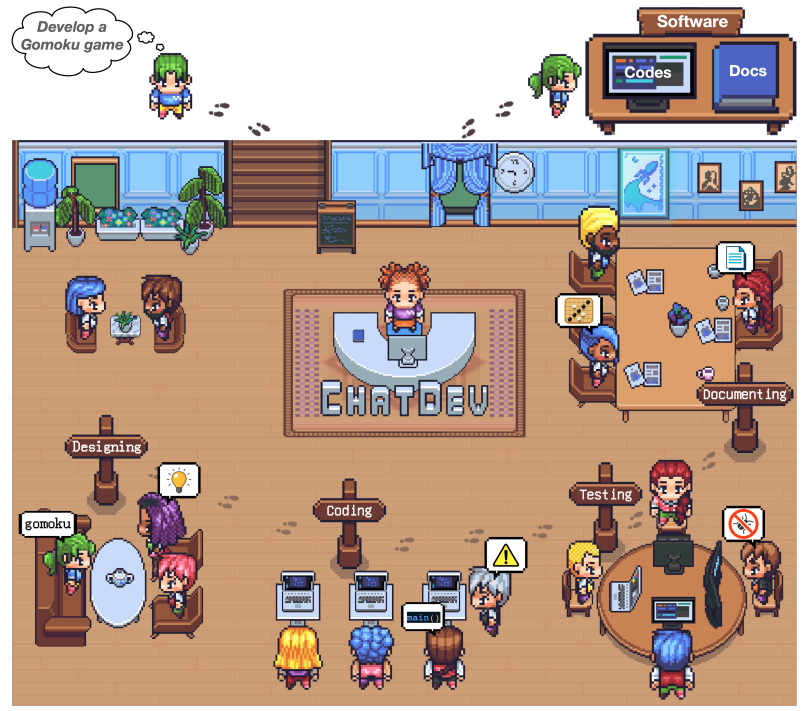 Develop a
Gomoku game
Software
Codes
Docs
CHATDEV
Documenting
Designing
gomoku
Coding
main()
Testing